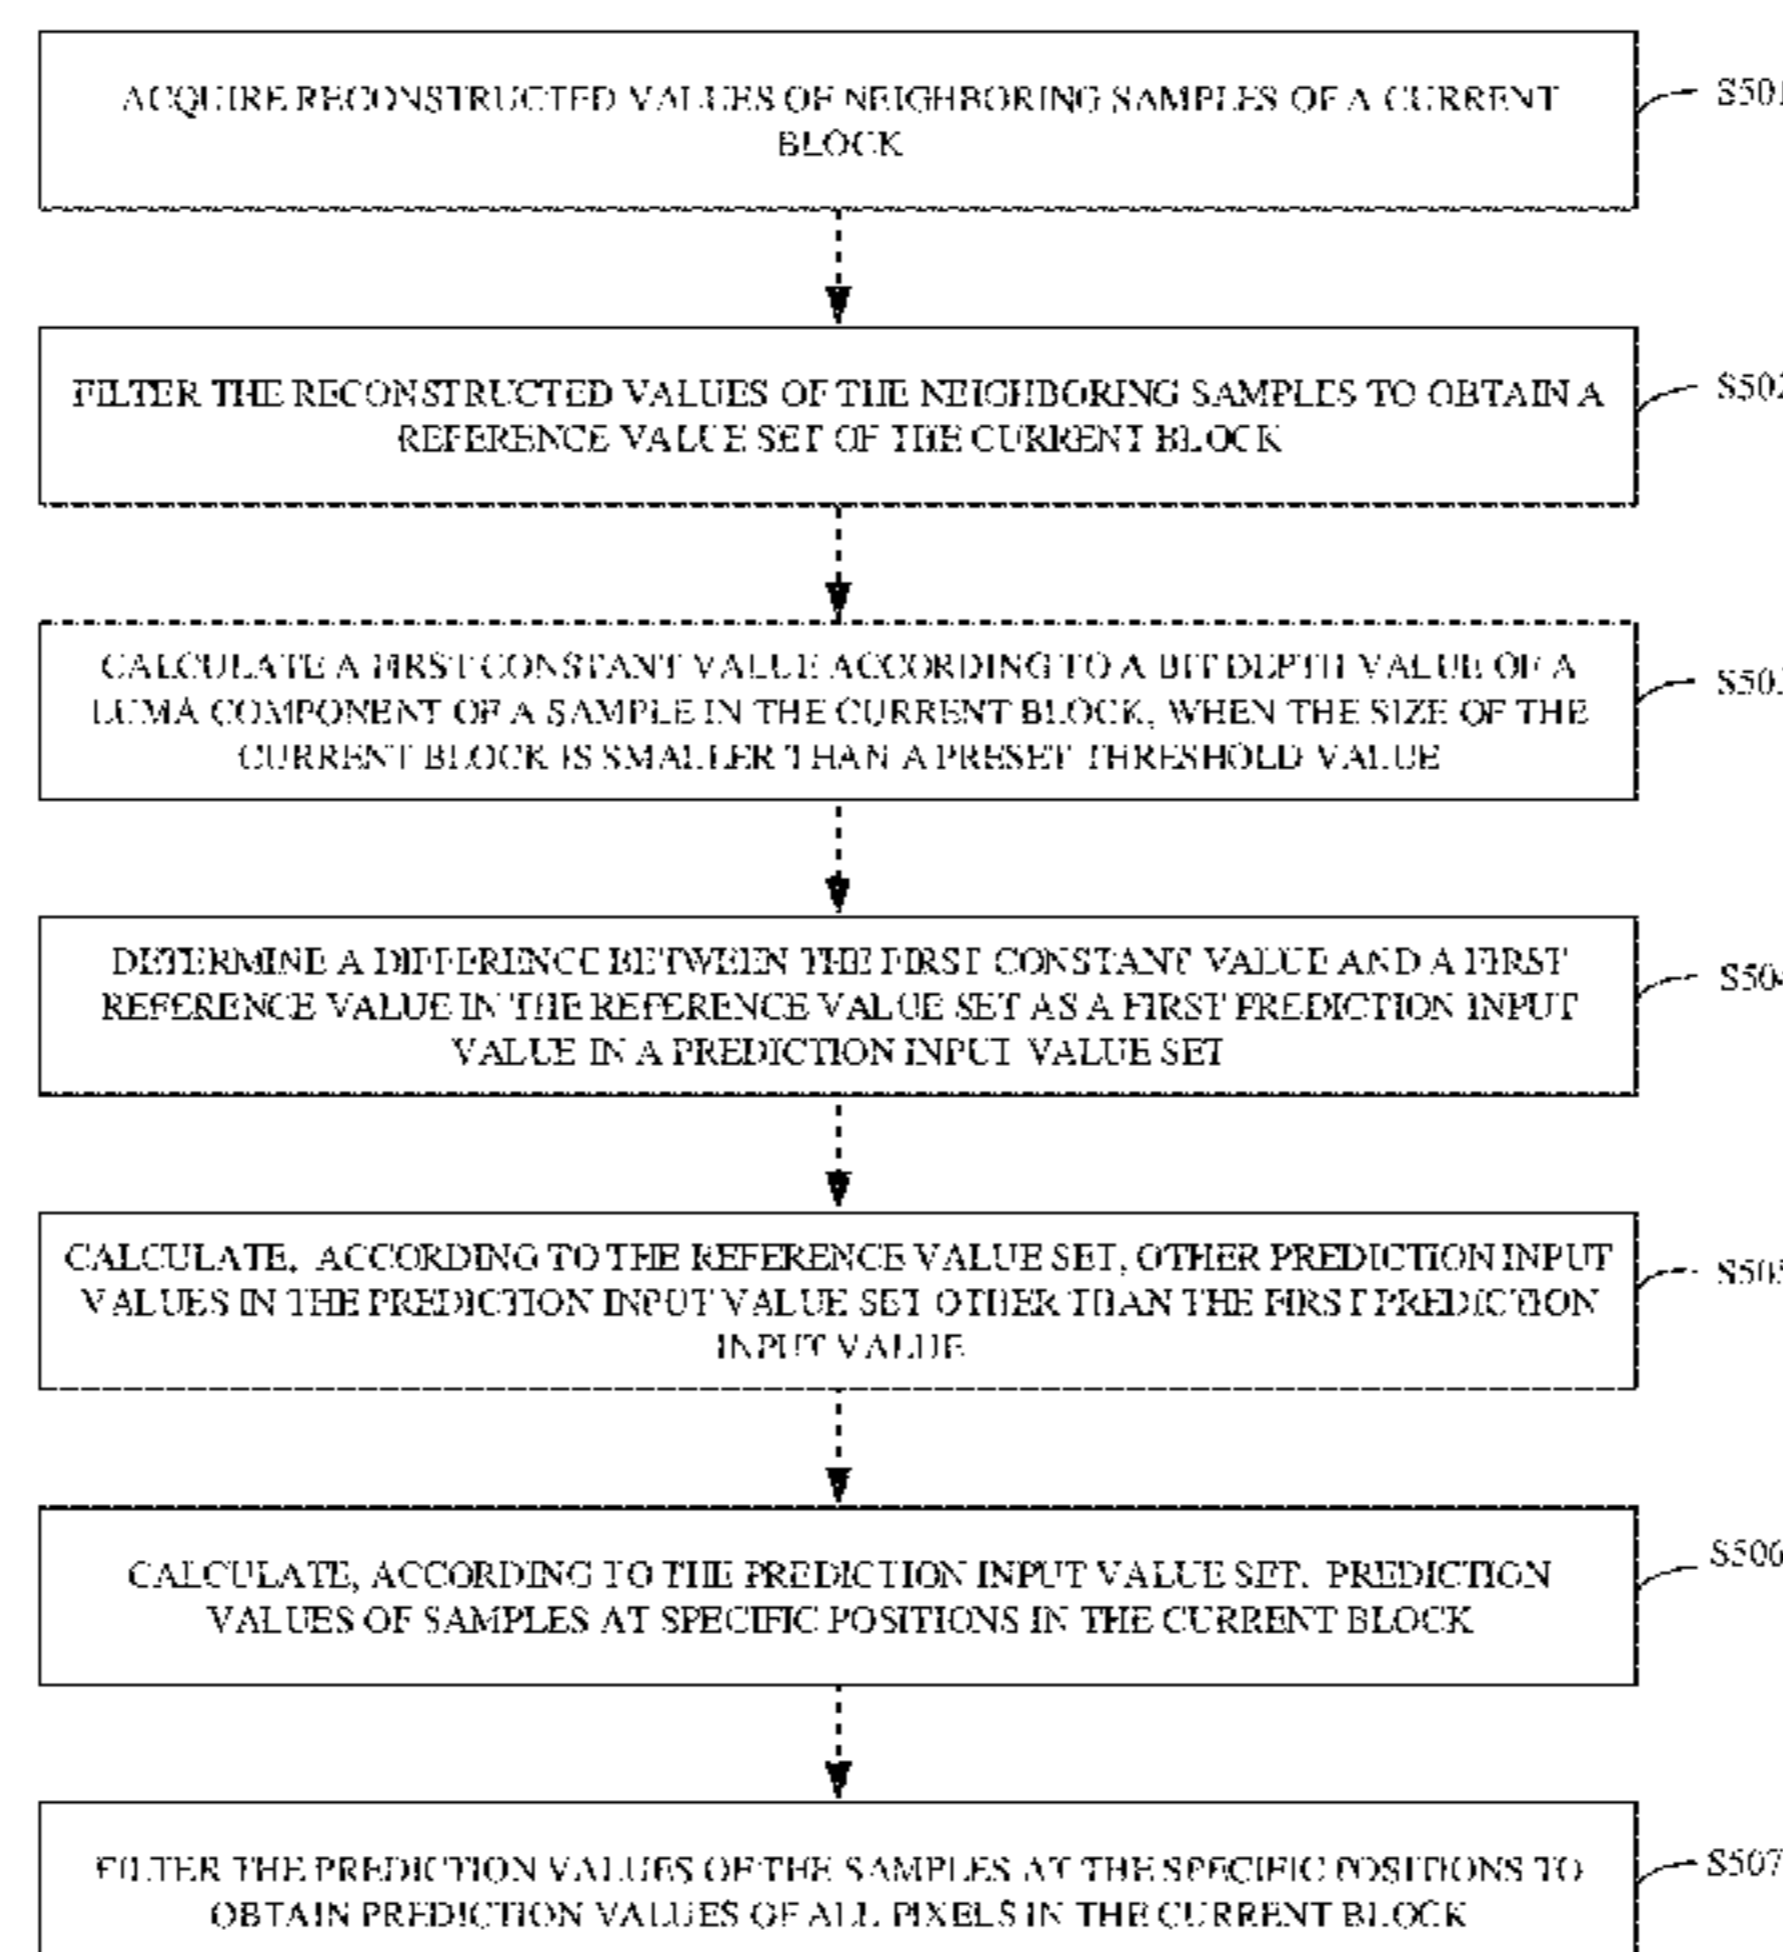 ACQUIRE RECONSTRUCTED VALUES OF NEIGHBORING SAMPLES OF A CURRENT
BLOCK
S501
FILTER THE RECONSTRUCTED VALUES OF THE NEIGHBORING SAMPLES TO OBTAIN A
REFERENCE VALUE SET OF THE CURRENT BLOCK
S502
CALCULATE A FIRST CONSTANT VALUE ACCORDING TO A BIT DEPTH VALUE OF A
LUMA COMPONENT OF A SAMPLE IN THE CURRENT BLOCK, WHEN THE SIZE OF THE
CURRENT BLOCK IS SMALLER THAN A PRESET THRESHOLD VALUE
S503
DETERMINE A DIFFERENCE BETWEEN THE FIRST CONSTANT VALUE AND A FIRST
REFERENCE VALUE IN THE REFERENCE VALUE SET AS A FIRST PREDICTION INPUT
VALUE IN A PREDICTION INPUT VALUE SET
S504
CALCULATE, ACCORDING TO THE REFERENCE VALUE SET, OTHER PREDICTION INPUT
VALUES IN THE PREDICTION INPUT VALUE SET OTHER THAN THE FIRST PREDICTION
INPUT VALUE
S505
CALCULATE, ACCORDING TO THE PREDICTION INPUT VALUE SET, PREDICTION
VALUES OF SAMPLES AT SPECIFIC POSITIONS IN THE CURRENT BLOCK
S506
FILTER THE PREDICTION VALUES OF THE SAMPLES AT THE SPECIFIC POSITIONS TO
OBTAIN PREDICTION VALUES OF ALL PIXELS IN THE CURRENT BLOCK
S507